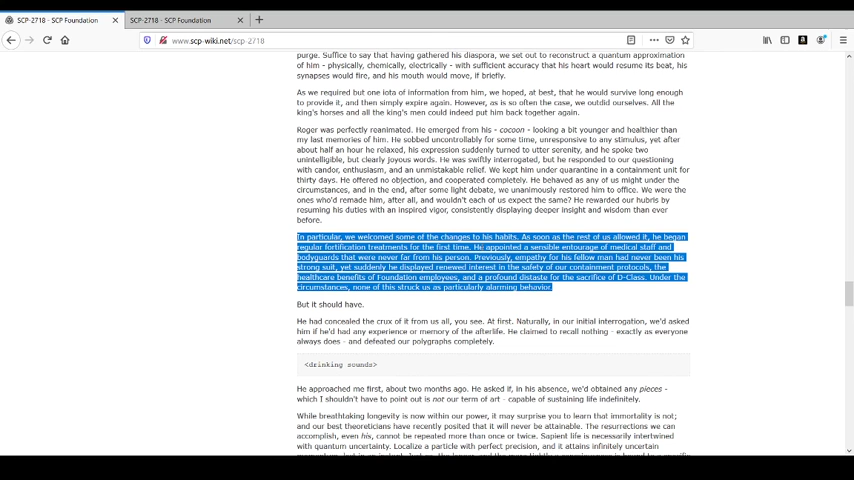 SCP-2718 - SCP Foundation
SCP-2718 - SCP Foundation
www.scp-wiki.net/scp-2718
purge. Suffice to say that having gathered his diaspora, we set out to reconstruct a quantum approximation
of him - physically, chemically, electrically - with sufficient accuracy that his heart would resume its beat, his
synapses would fire, and his mouth would move, if briefly.
As we required but one iota of information from him, we hoped, at best, that he would survive long enough
to provide it, and then simply expire again. However, as is so often the case, we outdid ourselves. All the
king's horses and all the king's men could indeed put him back together again.
Roger was perfectly reanimated. He emerged from his - cocoon - looking a bit younger and healthier than
my last memories of him. He sobbed uncontrollably for some time, unresponsive to any stimulus, yet after
about half an hour he relaxed, his expression suddenly turned to utter serenity, and he spoke two
unintelligible, but clearly joyous words. He was swiftly interrogated, but he responded to our questioning
with candor, enthusiasm, and an unmistakable relief. We kept him under quarantine in a containment unit for
thirty days. He offered no objection, and cooperated completely. He behaved as any of us might under the
circumstances, and in the end, after some light debate, we unanimously restored him to office. We were the
ones who'd remade him, after all, and wouldn't each of us expect the same? He rewarded our hubris by
resuming his duties with an inspired vigor, consistently displaying deeper insight and wisdom than ever
before.
In particular, we welcomed some of the changes to his habits. As soon as the rest of us allowed it, he began
regular fortification treatments for the first time. He appointed a sensible entourage of medical staff and
bodyguards that were never far from his person. Previously, empathy for his fellow man had never been his
strong suit, yet suddenly he displayed renewed interest in the safety of our containment protocols, the
healthcare benefits of Foundation employees, and a profound distaste for the sacrifice of D-Class. Under the
circumstances, none of this struck us as particularly alarming behavior.
But it should have.
He had concealed the crux of it from us all, you see. At first. Naturally, in our initial interrogation, we'd asked
him if he'd had any experience or memory of the afterlife. He claimed to recall nothing - exactly as everyone
always does - and defeated our polygraphs completely.
<drinking sounds>
He approached me first, about two months ago. He asked if, in his absence, we'd obtained any pieces -
which I shouldn't have to point out is not our term of art - capable of sustaining life indefinitely.
While breathtaking longevity is now within our power, it may surprise you to learn that immortality is not;
and our best theoreticians have recently posited that it will never be attainable. The resurrections we can
accomplish, even his, cannot be repeated more than once or twice. Sapient life is necessarily intertwined
with quantum uncertainty. Localize a particle with perfect precision, and it attains infinitely uncertain